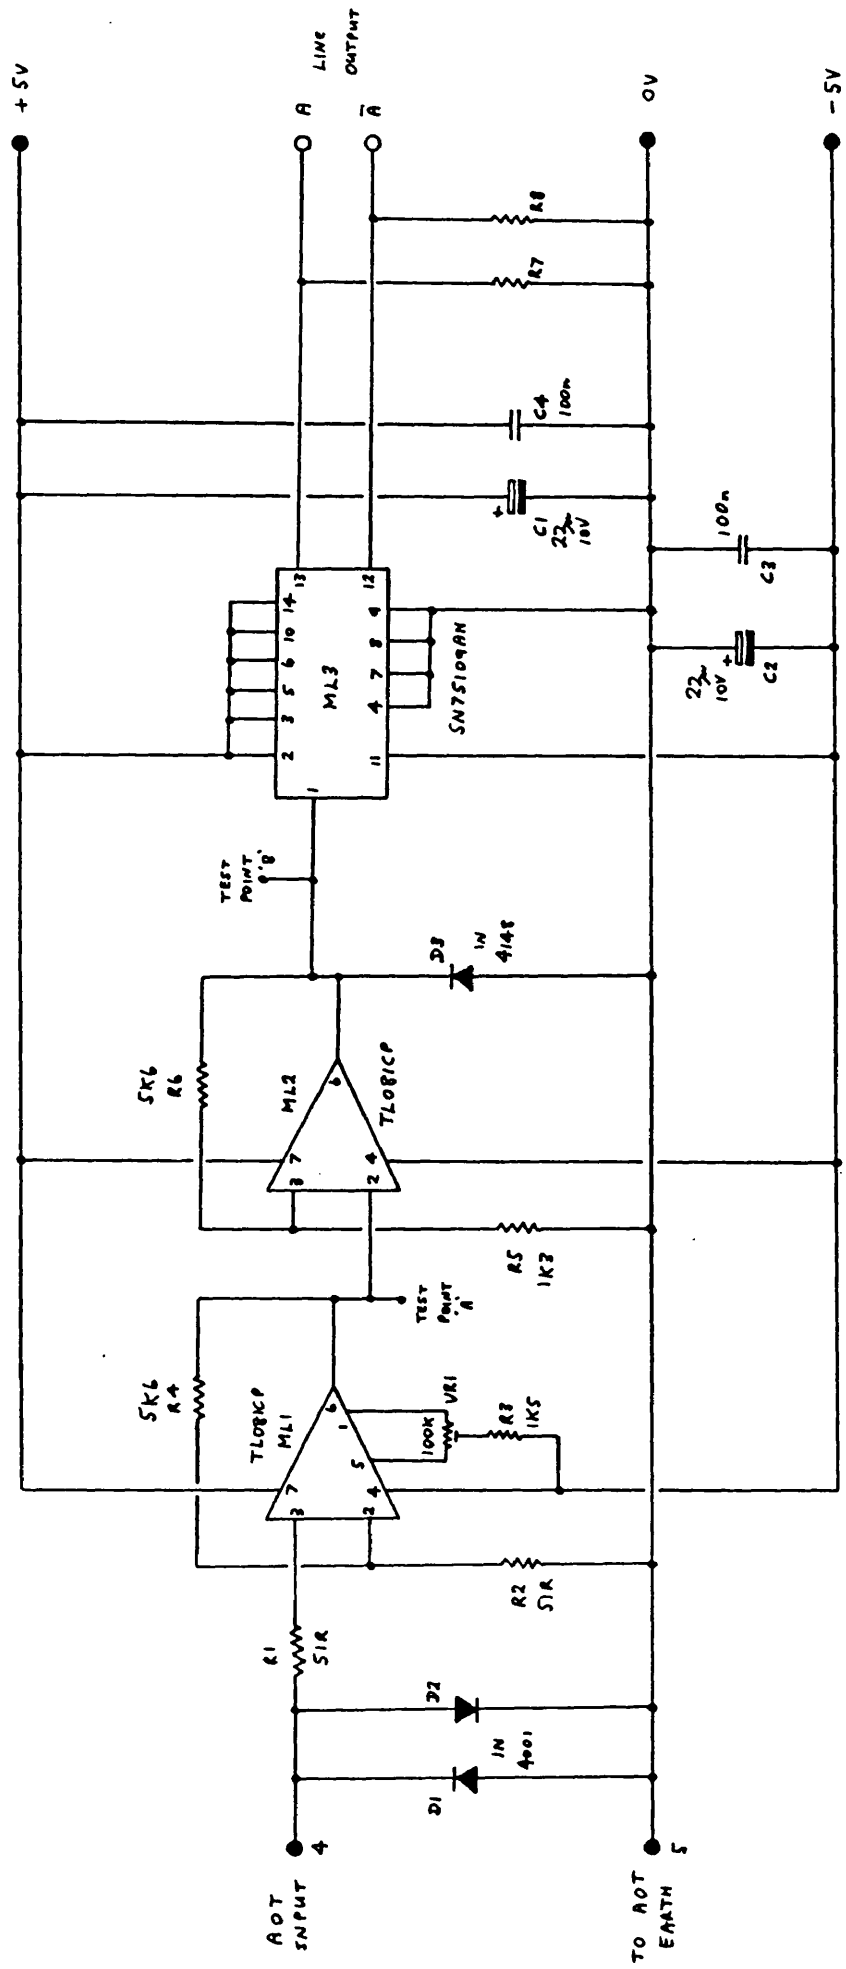 AOT
INPUT
4
TO AOT
EARTH
5
D1
IN
4001
D2
R1
51R
R2
51R
5K6
R4
TL081CP
ML1
7
3
2
4
6
1
5
100K
VR1
R3
1K5
TEST
POINT
'A'
R5
1K3
5K6
R6
ML2
TL081CP
7
3
2
4
6
D3
IN
4148
TEST
POINT
'B'
1
2
3
5
6
10
14
ML3
11
4
7
8
9
13
12
SN75109AN
22µ
10V
+
C2
100n
C3
+
C1
22µ
10V
C4
100n
R7
R8
+5V
A
LINE
OUTPUT
Ā
0V
-5V